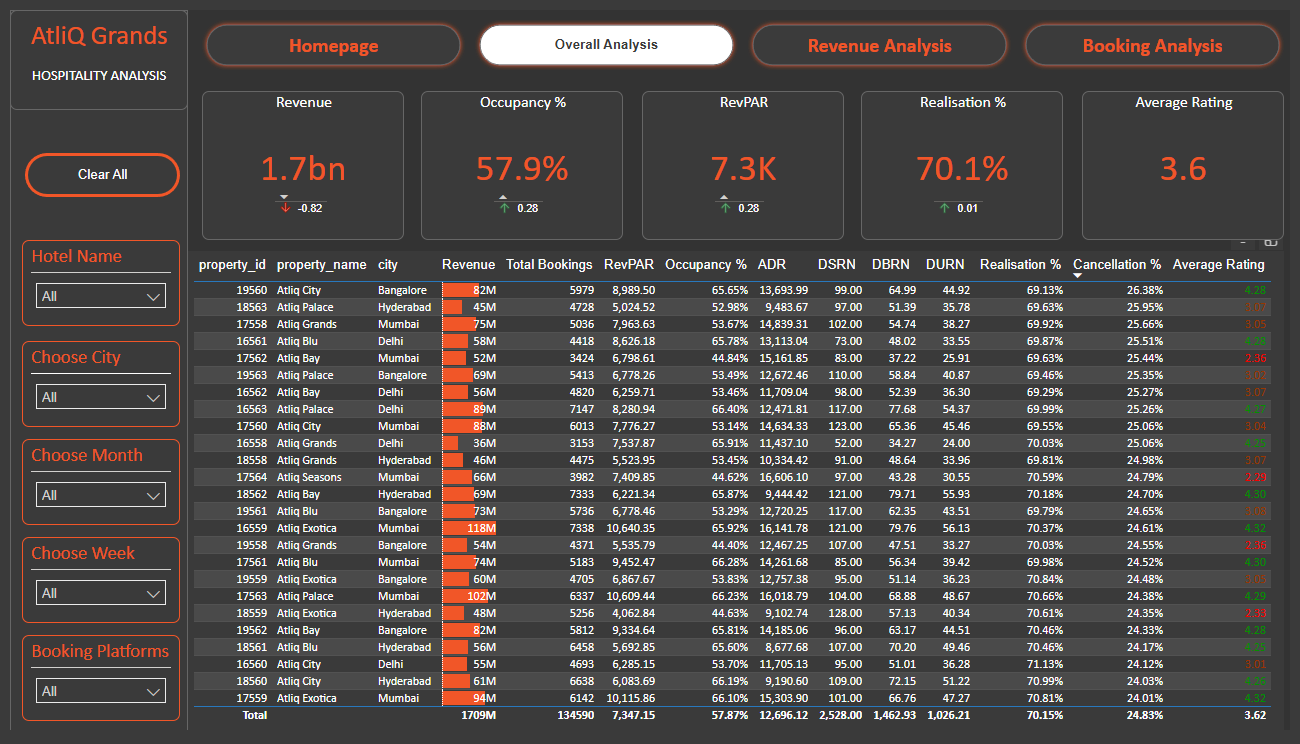 AtliQ Grands
HOSPITALITY ANALYSIS
Homepage
Overall Analysis
Revenue Analysis
Booking Analysis
Clear All
Revenue
1.7bn
-0.82
Occupancy %
57.9%
0.28
RevPAR
7.3K
0.28
Realisation %
70.1%
0.01
Average Rating
3.6
Hotel Name
All
Choose City
All
Choose Month
All
Choose Week
All
Booking Platforms
All
property_id property_name city Revenue Total Bookings RevPAR Occupancy % ADR DSRN DBRN DURN Realisation % Cancellation % Average Rating
19560 Atliq City Bangalore 82M 5979 8,989.50 65.65% 13,693.99 99.00 64.99 44.92 69.13% 26.38% 4.28
18563 Atliq Palace Hyderabad 45M 4728 5,024.52 52.98% 9,483.67 97.00 51.39 35.78 69.63% 25.95% 3.07
17558 Atliq Grands Mumbai 75M 5036 7,963.63 53.67% 14,839.31 102.00 54.74 38.27 69.92% 25.66% 3.05
16561 Atliq Blu Delhi 58M 4418 8,626.18 65.78% 13,113.04 73.00 48.02 33.55 69.87% 25.51% 4.28
17562 Atliq Bay Mumbai 52M 3424 6,798.61 44.84% 15,161.85 83.00 37.22 25.91 69.63% 25.44% 2.36
19563 Atliq Palace Bangalore 69M 5413 6,778.26 53.49% 12,672.46 110.00 58.84 40.87 69.46% 25.35%
16562 Atliq Bay Delhi 56M 4820 6,259.71 53.46% 11,709.04 98.00 52.39 36.30 69.29% 25.27% 3.07
16563 Atliq Palace Delhi 89M 7147 8,280.94 66.40% 12,471.81 117.00 77.68 54.37 69.99% 25.26% 4.27
17560 Atliq City Mumbai 88M 6013 7,776.27 53.14% 14,634.33 123.00 65.36 45.46 69.55% 25.06% 3.04
16558 Atliq Grands Delhi 36M 3153 7,537.87 65.91% 11,437.10 52.00 34.27 24.00 70.03% 25.06% 4.25
18558 Atliq Grands Hyderabad 46M 4475 5,523.95 53.45% 10,334.42 91.00 48.64 33.96 69.81% 24.98% 3.07
17564 Atliq Seasons Mumbai 66M 3982 7,409.85 44.62% 16,606.10 97.00 43.28 30.55 70.59% 24.79% 2.29
18562 Atliq Bay Hyderabad 69M 7333 6,221.34 65.87% 9,444.42 121.00 79.71 55.93 70.18% 24.70% 4.30
19561 Atliq Blu Bangalore 73M 5736 6,778.46 53.29% 12,720.25 117.00 62.35 43.51 69.79% 24.65%
16559 Atliq Exotica Mumbai 118M 7338 10,640.35 65.92% 16,141.78 121.00 79.76 56.13 70.37% 24.61% 4.32
19558 Atliq Grands Bangalore 54M 4371 5,535.79 44.40% 12,467.25 107.00 47.51 33.27 70.03% 24.55% 2.36
17561 Atliq Blu Mumbai 74M 5183 9,452.47 66.28% 14,261.68 85.00 56.34 39.42 69.98% 24.52% 4.30
19559 Atliq Exotica Bangalore 60M 4705 6,867.67 53.83% 12,757.38 95.00 51.14 36.23 70.84% 24.48%
17563 Atliq Palace Mumbai 102M 6337 10,609.44 66.23% 16,018.79 104.00 68.88 48.67 70.66% 24.38% 4.29
18559 Atliq Exotica Hyderabad 48M 5256 4,062.84 44.63% 9,102.74 128.00 57.13 40.34 70.61% 24.35%
19562 Atliq Bay Bangalore 82M 5812 9,334.64 65.81% 14,185.06 96.00 63.17 44.51 70.46% 24.33% 4.28
18561 Atliq Blu Hyderabad 56M 6458 5,692.85 65.60% 8,677.68 107.00 70.20 49.46 70.46% 24.17% 4.25
16560 Atliq City Delhi 55M 4693 6,285.15 53.70% 11,705.13 95.00 51.01 36.28 71.13% 24.12% 3.01
18560 Atliq City Hyderabad 61M 6638 6,083.69 66.19% 9,190.60 109.00 72.15 51.22 70.99% 24.03%
17559 Atliq Exotica Mumbai 94M 6142 10,115.86 66.10% 15,303.90 101.00 66.76 47.27 70.81% 24.01% 4.32
Total 1709M 134590 7,347.15 57.87% 12,696.12 2,528.00 1,462.93 1,026.21 70.15% 24.83% 3.62